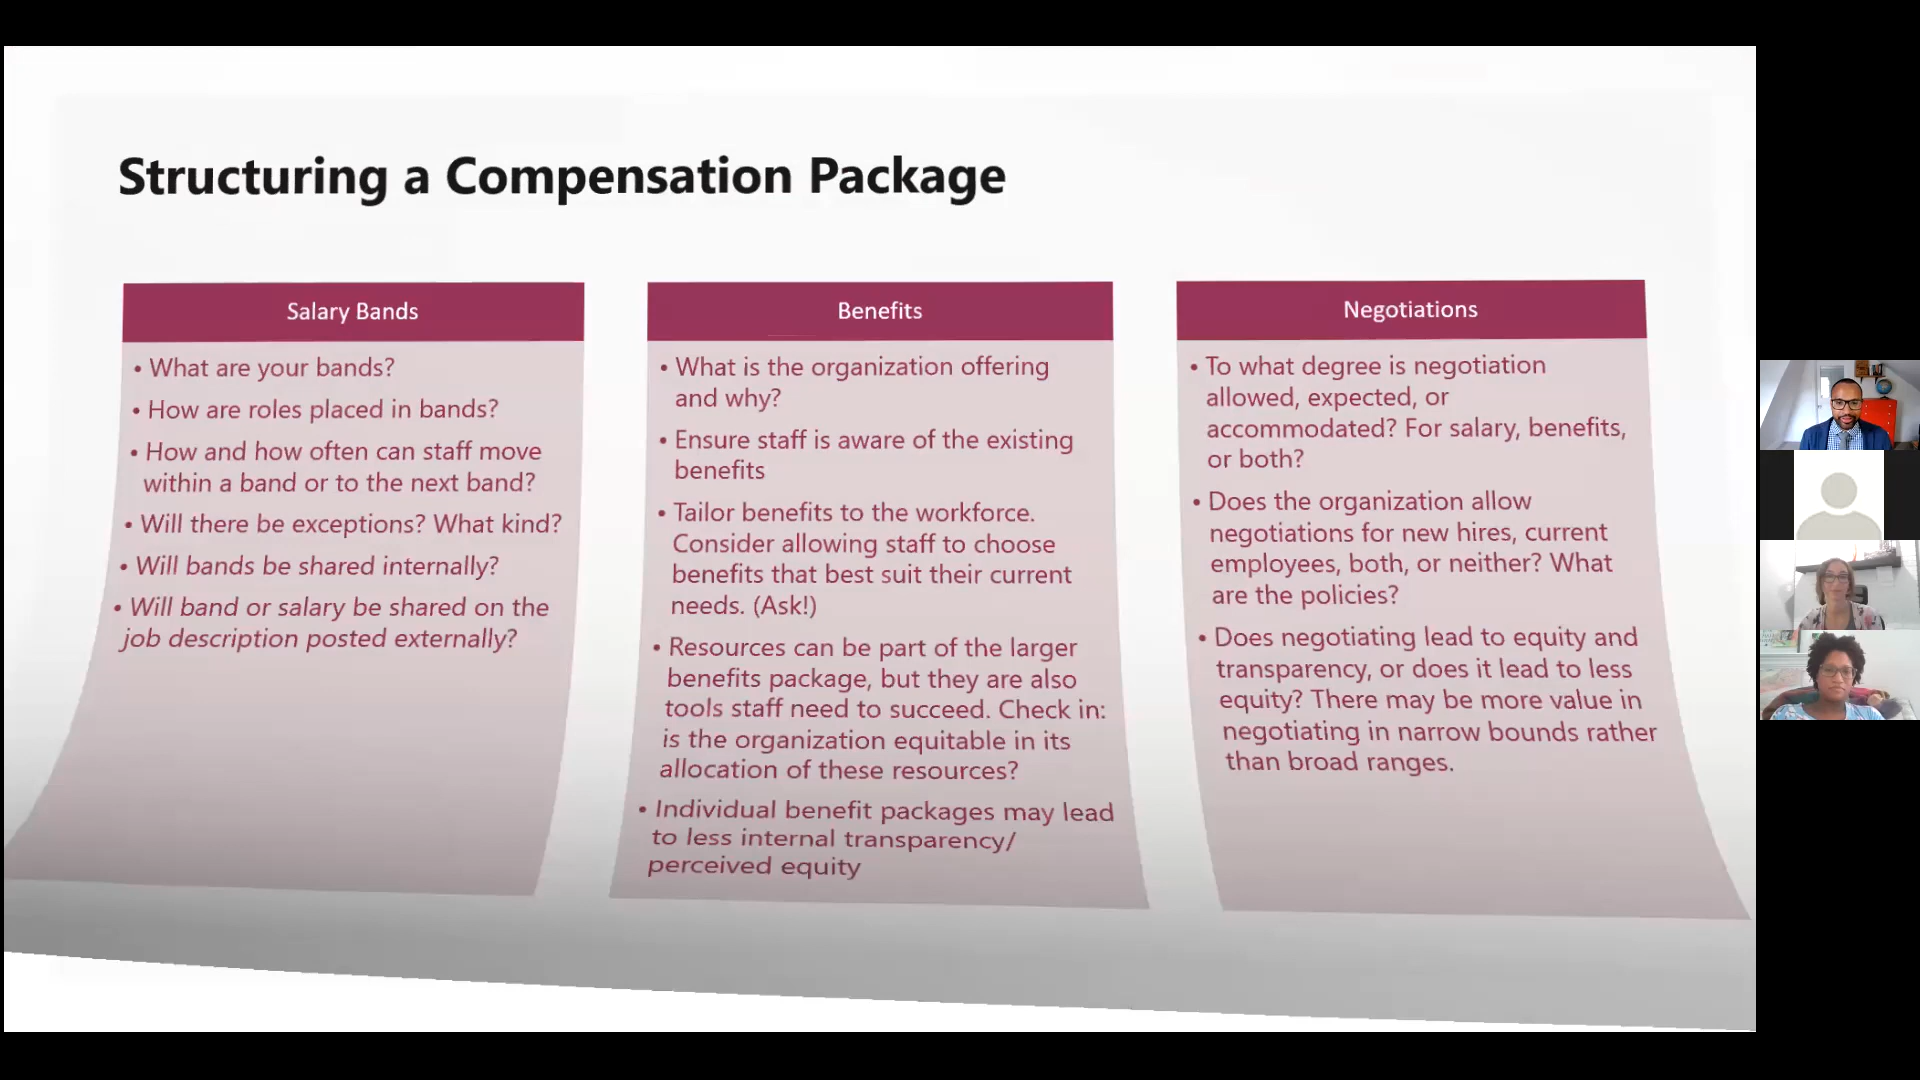 Structuring a Compensation Package
Salary Bands
• What are your bands?
• How are roles placed in bands?
• How and how often can staff move
within a band or to the next band?
• Will there be exceptions? What kind?
• Will bands be shared internally?
• Will band or salary be shared on the
job description posted externally?
Benefits
• What is the organization offering
and why?
• Ensure staff is aware of the existing
benefits
• Tailor benefits to the workforce.
Consider allowing staff to choose
benefits that best suit their current
needs. (Ask!)
• Resources can be part of the larger
benefits package, but they are also
tools staff need to succeed. Check in:
is the organization equitable in its
allocation of these resources?
• Individual benefit packages may lead
to less internal transparency/
perceived equity
Negotiations
• To what degree is negotiation
allowed, expected, or
accommodated? For salary, benefits,
or both?
• Does the organization allow
negotiations for new hires, current
employees, both, or neither? What
are the policies?
• Does negotiating lead to equity and
transparency, or does it lead to less
equity? There may be more value in
negotiating in narrow bounds rather
than broad ranges.